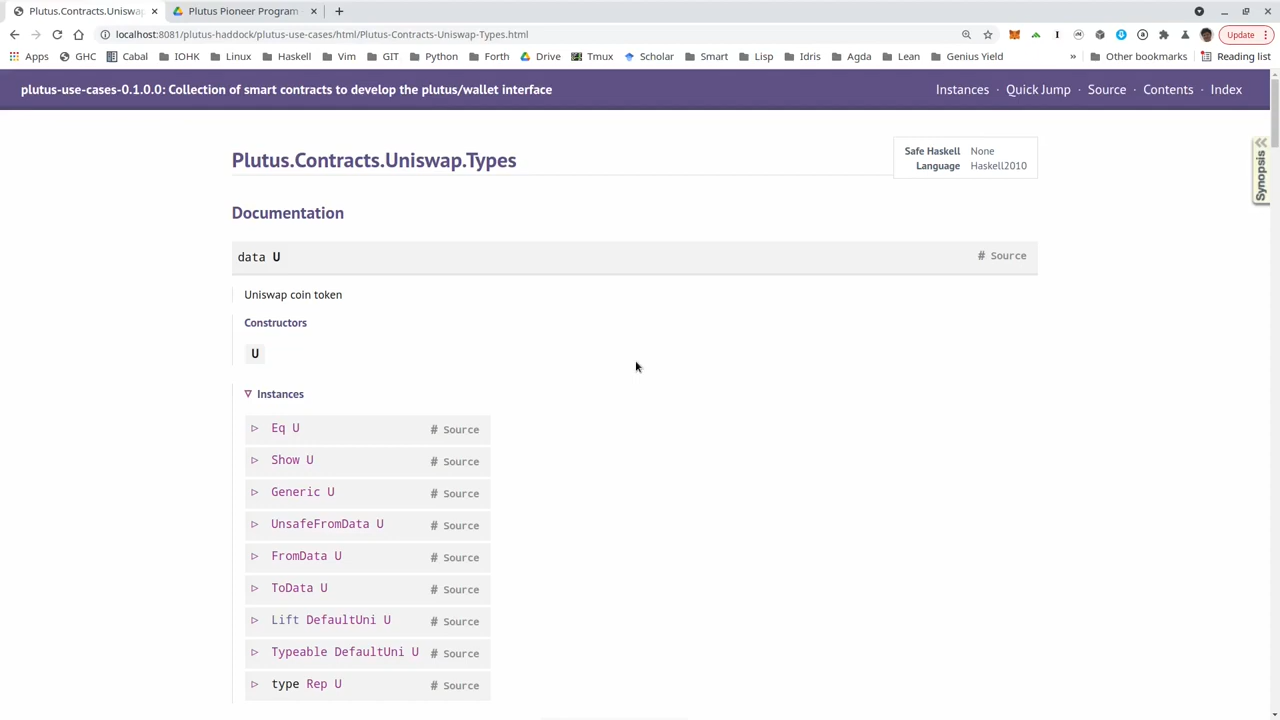 Plutus.Contracts.Uniswap
Plutus Pioneer Program
localhost:8081/plutus-haddock/plutus-use-cases/html/Plutus-Contracts-Uniswap-Types.html
Update
Apps GHC Cabal IOHK Linux Haskell Vim GIT Python Forth Drive Tmux Scholar Smart Lisp Idris Agda Lean Genius Yield » Other bookmarks Reading list
plutus-use-cases-0.1.0.0: Collection of smart contracts to develop the plutus/wallet interface
Instances · Quick Jump · Source · Contents · Index
Synopsis
Plutus.Contracts.Uniswap.Types
Safe Haskell None
Language Haskell2010
Documentation
data U # Source
Uniswap coin token
Constructors
U
Instances
Eq U # Source
Show U # Source
Generic U # Source
UnsafeFromData U # Source
FromData U # Source
ToData U # Source
Lift DefaultUni U # Source
Typeable DefaultUni U # Source
type Rep U # Source